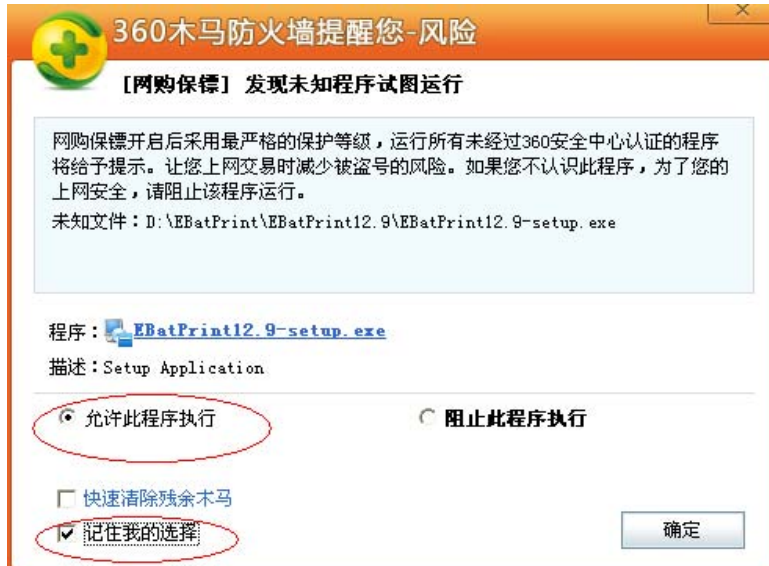 360木马防火墙提醒您-风险
[网购保镖] 发现未知程序试图运行
网购保镖开启后采用最严格的保护等级，运行所有未经过360安全中心认证的程序
将给予提示。让您上网交易时减少被盗号的风险。如果您不认识此程序，为了您的
上网安全，请阻止该程序运行。
未知文件：D:\EBatPrint\EBatPrint12.9\EBatPrint12.9-setup.exe
程序：EBatPrint12.9-setup.exe
描述：Setup Application
允许此程序执行 阻止此程序执行
快速清除残余木马
记住我的选择 确定